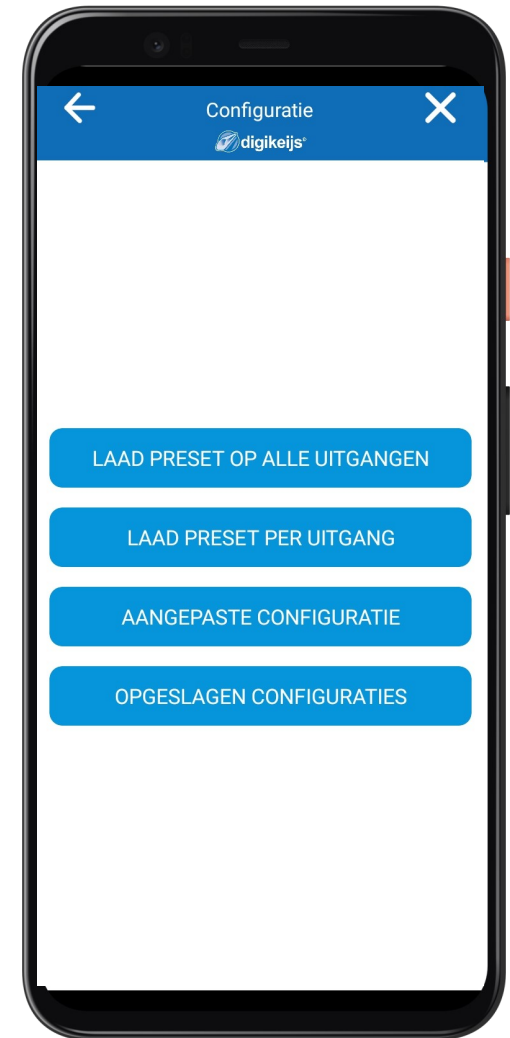 Configuratie
digikeijs®
LAAD PRESET OP ALLE UITGANGEN
LAAD PRESET PER UITGANG
AANGEPASTE CONFIGURATIE
OPGESLAGEN CONFIGURATIES